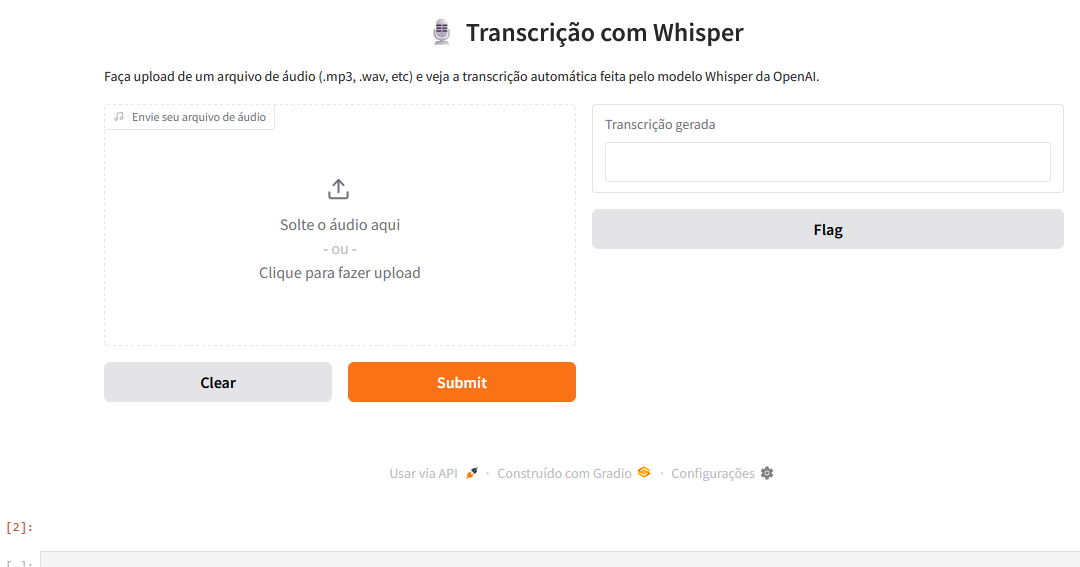 Transcrição com Whisper
Faça upload de um arquivo de áudio (.mp3, .wav, etc) e veja a transcrição automática feita pelo modelo Whisper da OpenAI.
Envie seu arquivo de áudio
Solte o áudio aqui
- ou -
Clique para fazer upload
Clear
Submit
Transcrição gerada
Flag
Usar via API · Construído com Gradio · Configurações
[2]:
[ ]: